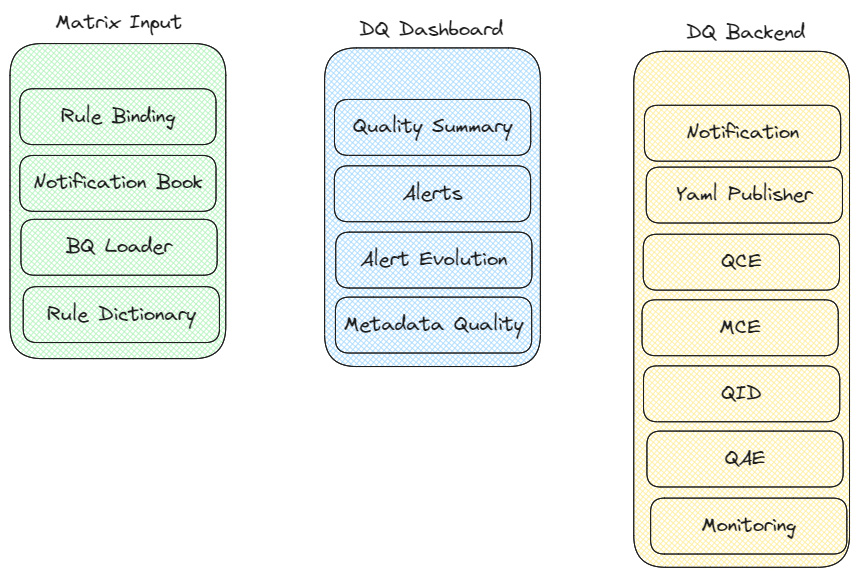 Matrix Input
Rule Binding
Notification Book
BQ Loader
Rule Dictionary
DQ Dashboard
Quality Summary
Alerts
Alert Evolution
Metadata Quality
DQ Backend
Notification
Yaml Publisher
QCE
MCE
QID
QAE
Monitoring